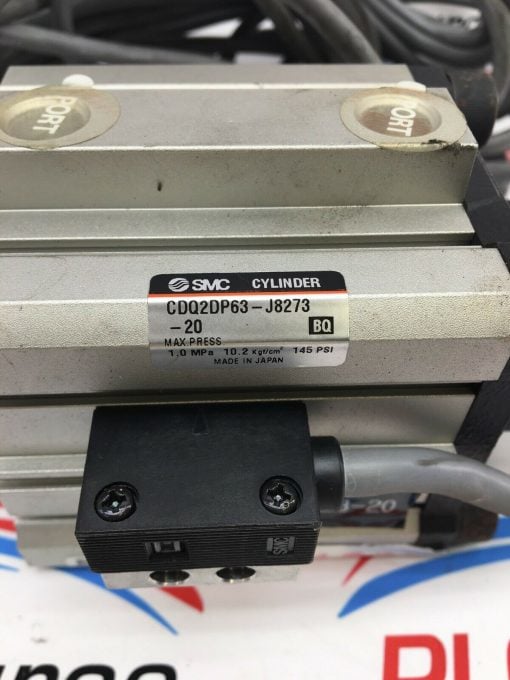 PORT
PORT
SMC CYLINDER
CDQ2DP63-J8273
-20 BQ
MAX.PRESS
1.0 MPa 10.2 Kgf/cm² 145 PSI
MADE IN JAPAN
-20